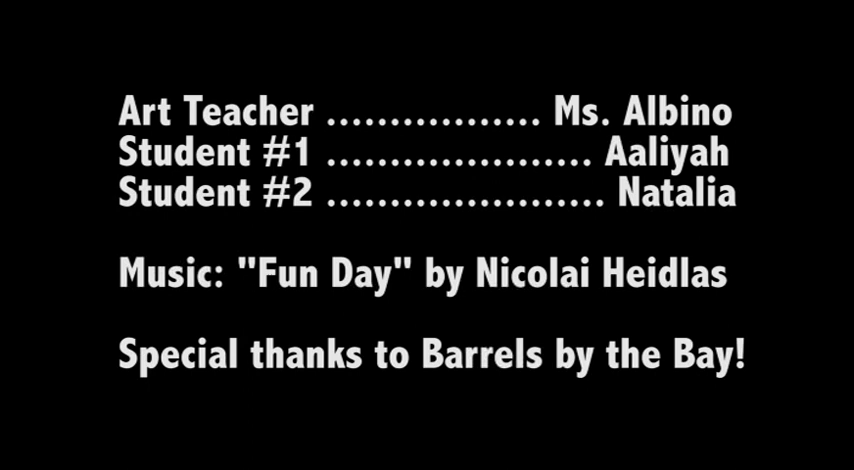 Art Teacher ................. Ms. Albino
Student #1 ..................... Aaliyah
Student #2 ...................... Natalia
Music: "Fun Day" by Nicolai Heidlas
Special thanks to Barrels by the Bay!